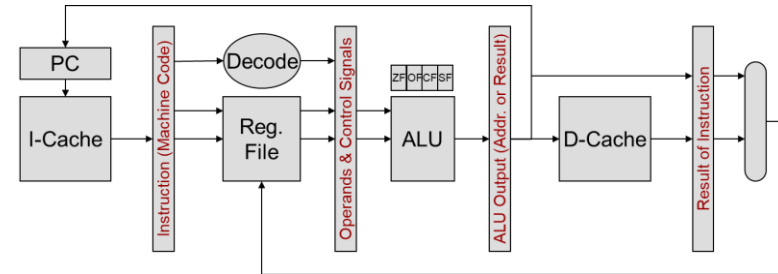 PC
I-Cache
Instruction (Machine Code)
Decode
Reg.
File
Operands & Control Signals
ZF OF CF SF
ALU
ALU Output (Addr. or Result)
D-Cache
Result of Instruction